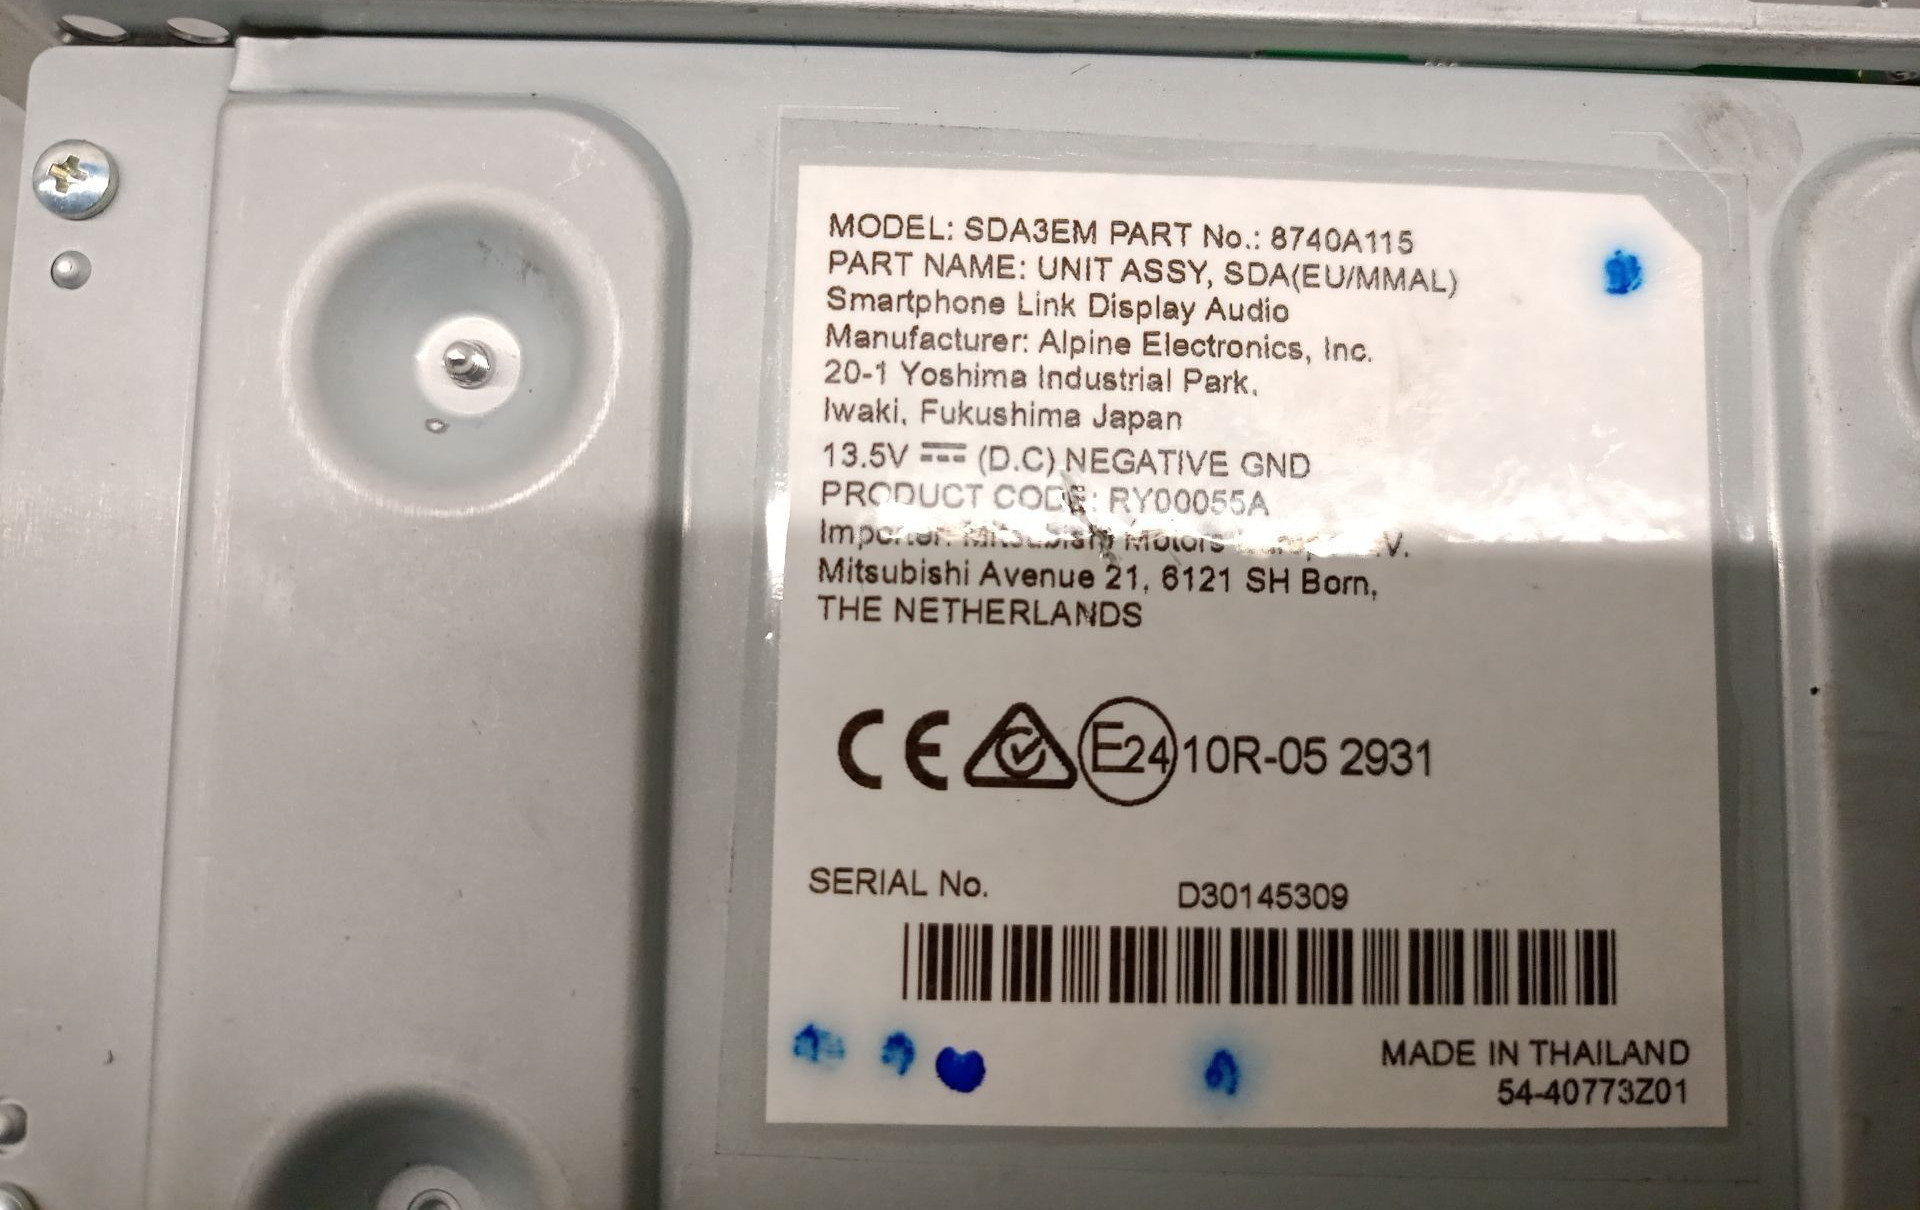 MODEL: SDA3EM PART No.: 8740A115
PART NAME: UNIT ASSY, SDA(EU/MMAL)
Smartphone Link Display Audio
Manufacturer: Alpine Electronics, Inc.
20-1 Yoshima Industrial Park,
Iwaki, Fukushima Japan
13.5V (D.C) NEGATIVE GND
PRODUCT CODE: RY00055A
Importer: Mitsubishi Motors
Mitsubishi Avenue 21, 6121 SH Born,
THE NETHERLANDS
CE E24 10R-05 2931
SERIAL No. D30145309
MADE IN THAILAND
54-40773Z01